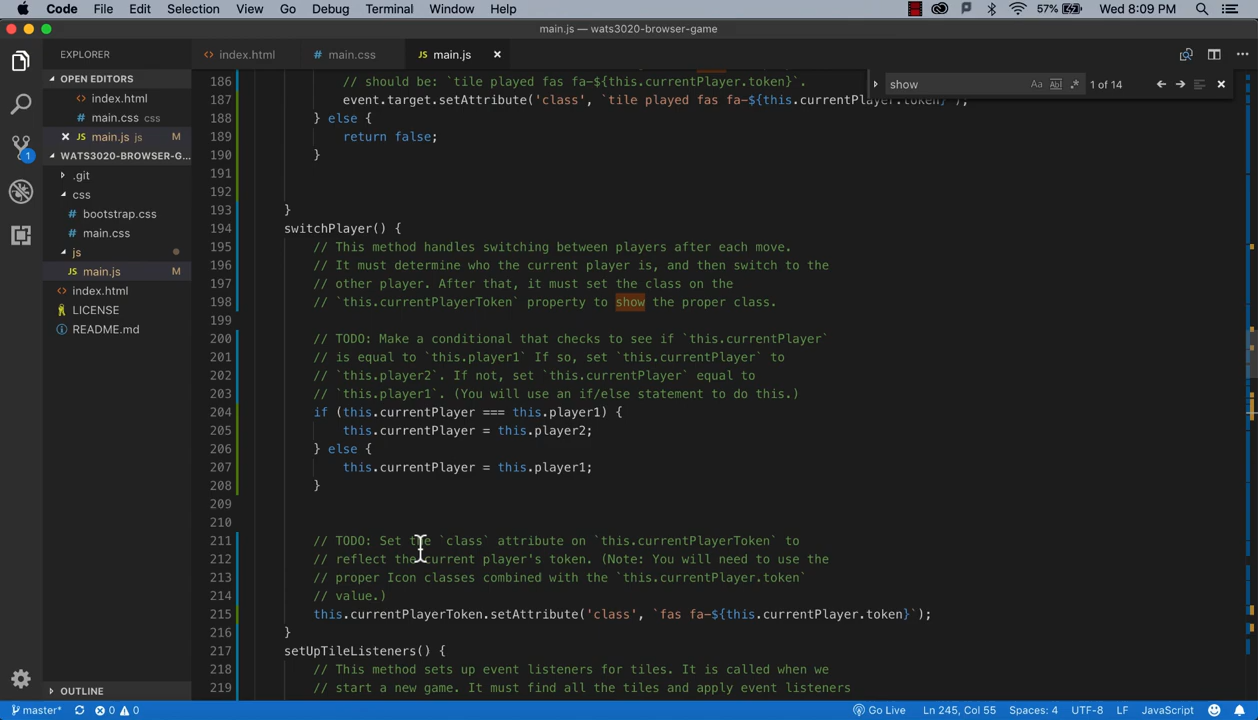 Code File Edit Selection View Go Debug Terminal Window Help 57% Wed 8:09 PM
main.js — wats3020-browser-game
EXPLORER
index.html main.css main.js
OPEN EDITORS
index.html
main.css css
main.js js M
WATS3020-BROWSER-G...
.git
css
bootstrap.css
main.css
js
main.js M
index.html
LICENSE
README.md
OUTLINE
show Aa Abl .* 1 of 14
186 // should be: `tile played fas fa-${this.currentPlayer.token}`.
187 event.target.setAttribute('class', `tile played fas fa-${this.currentPlayer.token}`);
188 } else {
189 return false;
190 }
191
192
193 }
194 switchPlayer() {
195 // This method handles switching between players after each move.
196 // It must determine who the current player is, and then switch to the
197 // other player. After that, it must set the class on the
198 // `this.currentPlayerToken` property to show the proper class.
199
200 // TODO: Make a conditional that checks to see if `this.currentPlayer`
201 // is equal to `this.player1` If so, set `this.currentPlayer` to
202 // `this.player2`. If not, set `this.currentPlayer` equal to
203 // `this.player1`. (You will use an if/else statement to do this.)
204 if (this.currentPlayer === this.player1) {
205 this.currentPlayer = this.player2;
206 } else {
207 this.currentPlayer = this.player1;
208 }
209
210
211 // TODO: Set the `class` attribute on `this.currentPlayerToken` to
212 // reflect the current player's token. (Note: You will need to use the
213 // proper Icon classes combined with the `this.currentPlayer.token`
214 // value.)
215 this.currentPlayerToken.setAttribute('class', `fas fa-${this.currentPlayer.token}`);
216 }
217 setUpTileListeners() {
218 // This method sets up event listeners for tiles. It is called when we
219 // start a new game. It must find all the tiles and apply event listeners
1
master* 0 0 Go Live Ln 245, Col 55 Spaces: 4 UTF-8 LF JavaScript